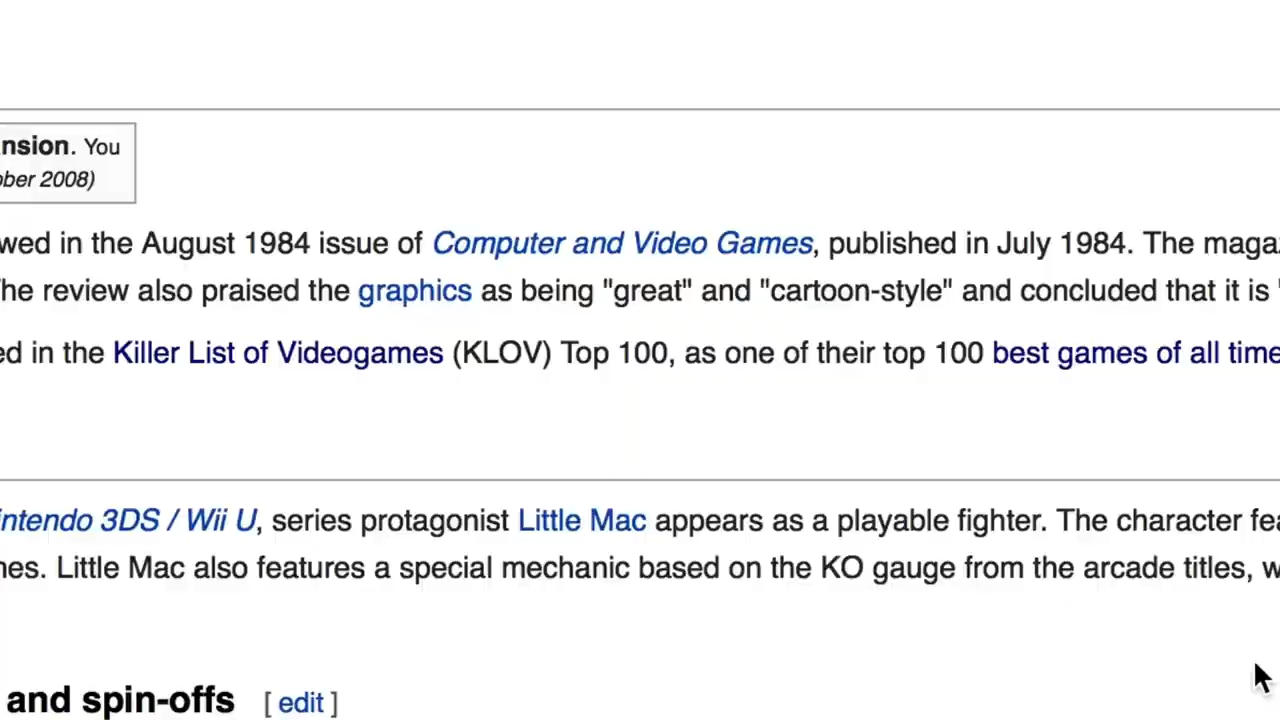 nsion. You
ober 2008)
wed in the August 1984 issue of Computer and Video Games, published in July 1984. The maga
he review also praised the graphics as being "great" and "cartoon-style" and concluded that it is "
ed in the Killer List of Videogames (KLOV) Top 100, as one of their top 100 best games of all time
intendo 3DS / Wii U, series protagonist Little Mac appears as a playable fighter. The character fea
nes. Little Mac also features a special mechanic based on the KO gauge from the arcade titles, w
and spin-offs [ edit ]